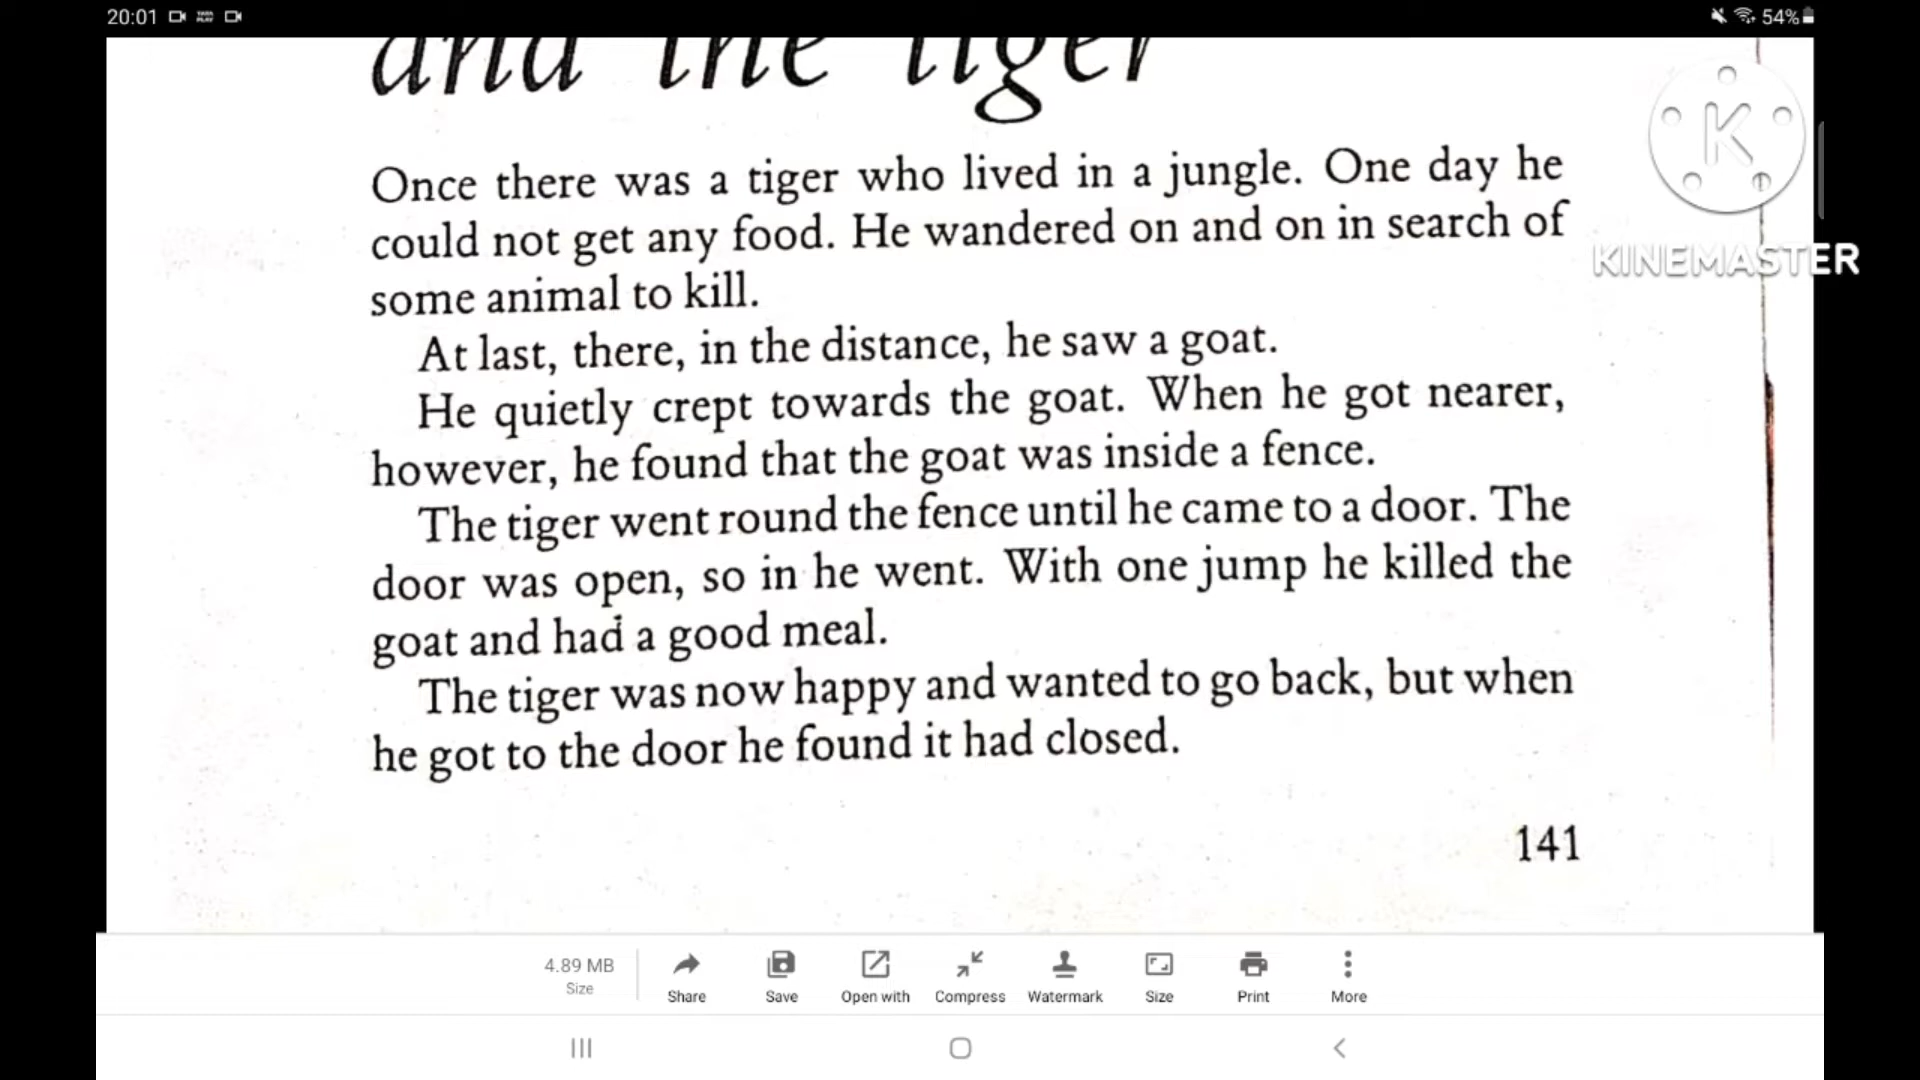 20:01
54%
and the tiger
Once there was a tiger who lived in a jungle. One day he
could not get any food. He wandered on and on in search of
some animal to kill.
At last, there, in the distance, he saw a goat.
He quietly crept towards the goat. When he got nearer,
however, he found that the goat was inside a fence.
The tiger went round the fence until he came to a door. The
door was open, so in he went. With one jump he killed the
goat and had a good meal.
The tiger was now happy and wanted to go back, but when
he got to the door he found it had closed.
141
K
KINEMASTER
4.89 MB
Size
Share
Save
Open with
Compress
Watermark
Size
Print
More